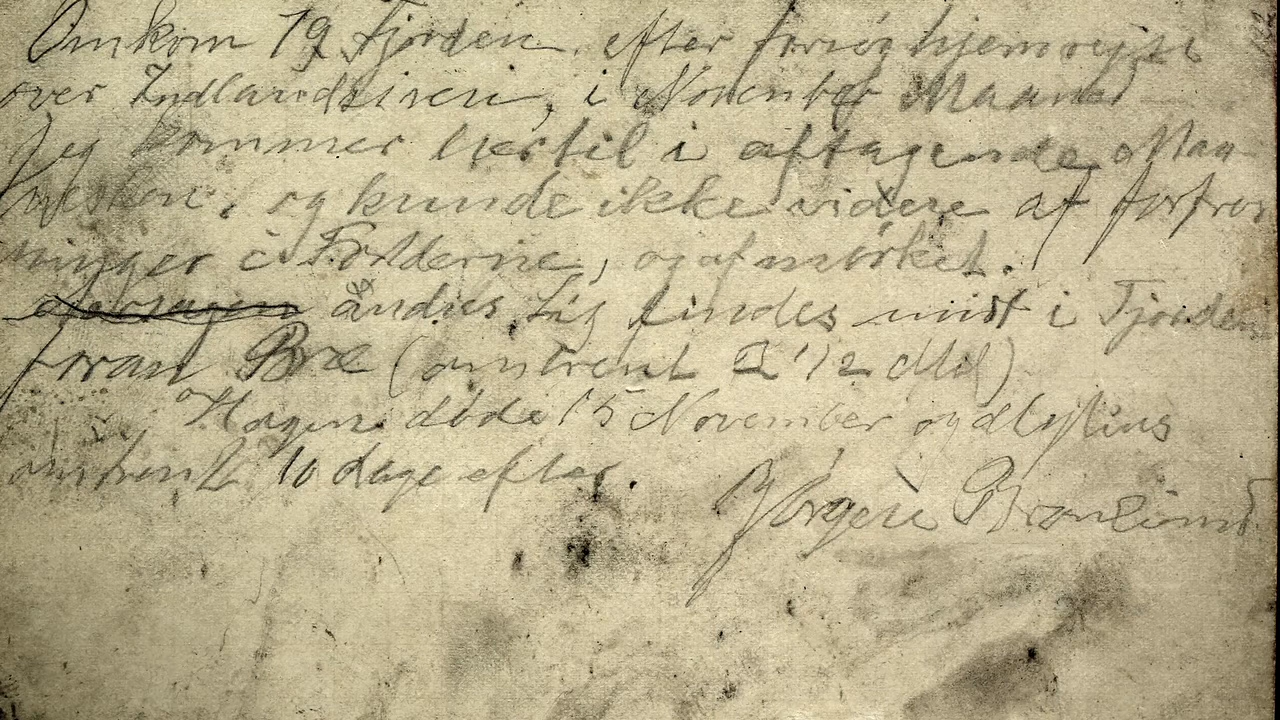 Omkom 79 Fjorden, efter forsøg hjemrejse
over Indlandsisen, i November Maaned
Jeg kommer hertil i aftagende Maa
neskin, og kunde ikke videre af forfros
ninger i Fødderne, og af mørket.
andres Lig findes midt i Fjorden
foran Bræ (omtrent 2 1/2 Mil)
Hagen døde 15 November og Mylius
omtrent 10 dage efter.
Jørgen Brønlund